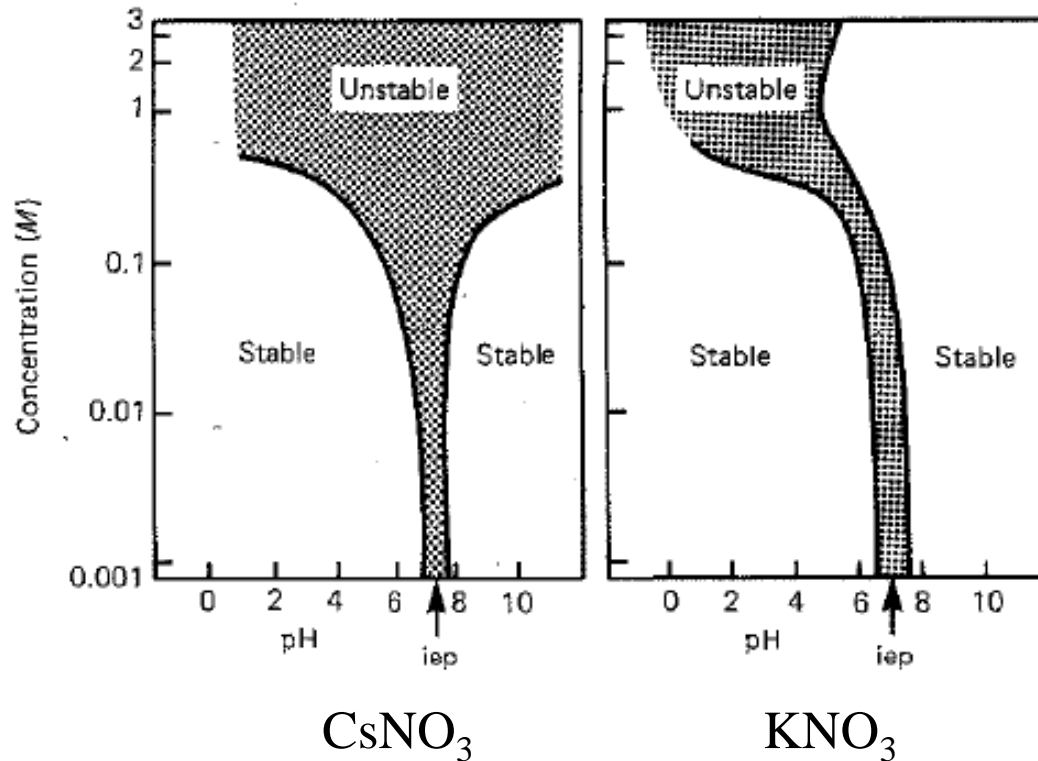 Concentration (M)
3
2
1
0.1
0.01
0.001
Unstable
Stable
Stable
0 2 4 6 8 10
pH
iep
CsNO₃
Unstable
Stable
Stable
0 2 4 6 8 10
pH
iep
KNO₃